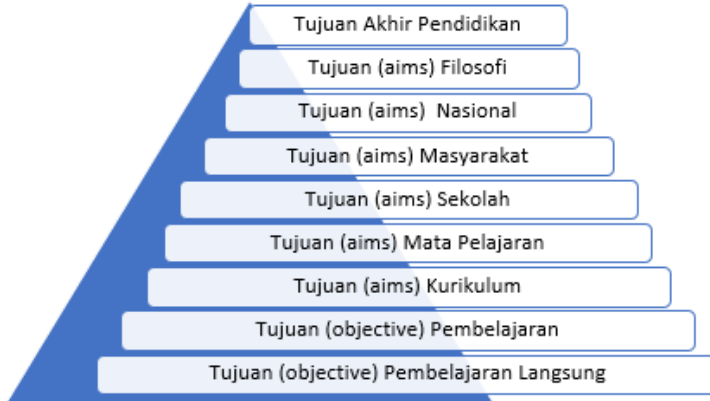 Tujuan Akhir Pendidikan
Tujuan (aims) Filosofi
Tujuan (aims) Nasional
Tujuan (aims) Masyarakat
Tujuan (aims) Sekolah
Tujuan (aims) Mata Pelajaran
Tujuan (aims) Kurikulum
Tujuan (objective) Pembelajaran
Tujuan (objective) Pembelajaran Langsung